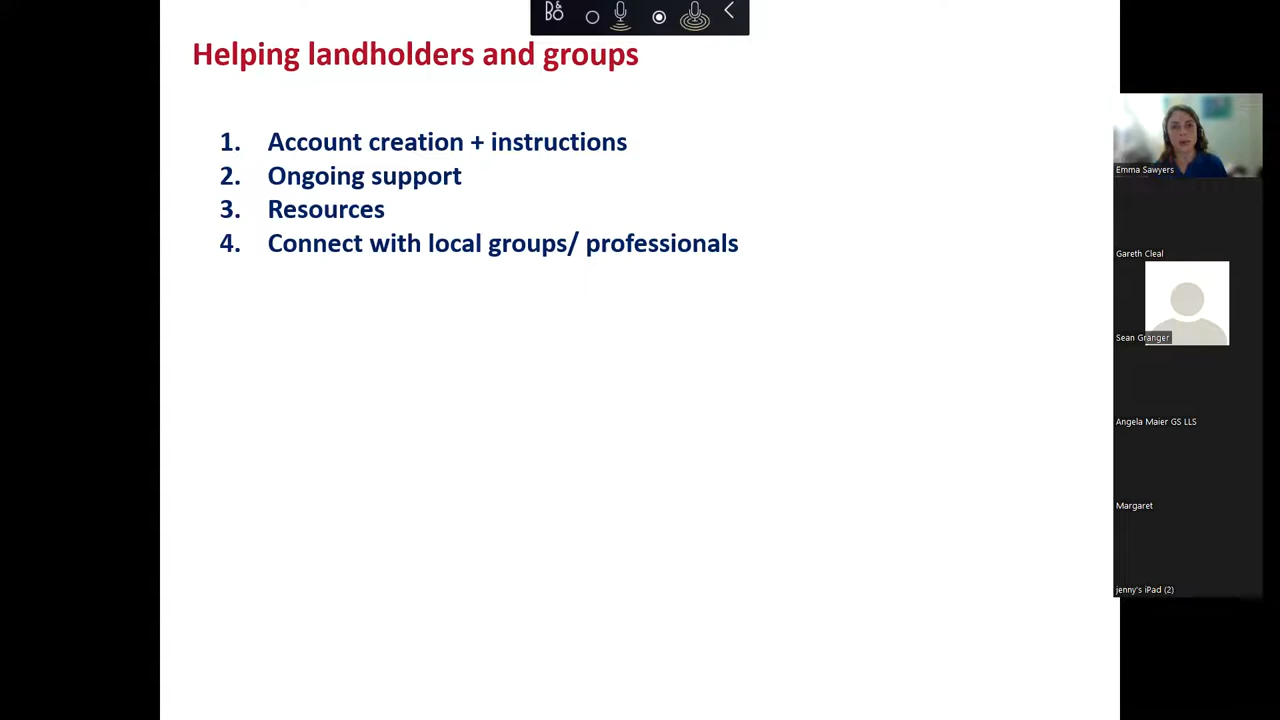 B&O
Helping landholders and groups
1. Account creation + instructions
2. Ongoing support
3. Resources
4. Connect with local groups/ professionals
Emma Sawyers
Gareth Cleal
Sean Granger
Angela Maier GS LLS
Margaret
jenny's iPad (2)